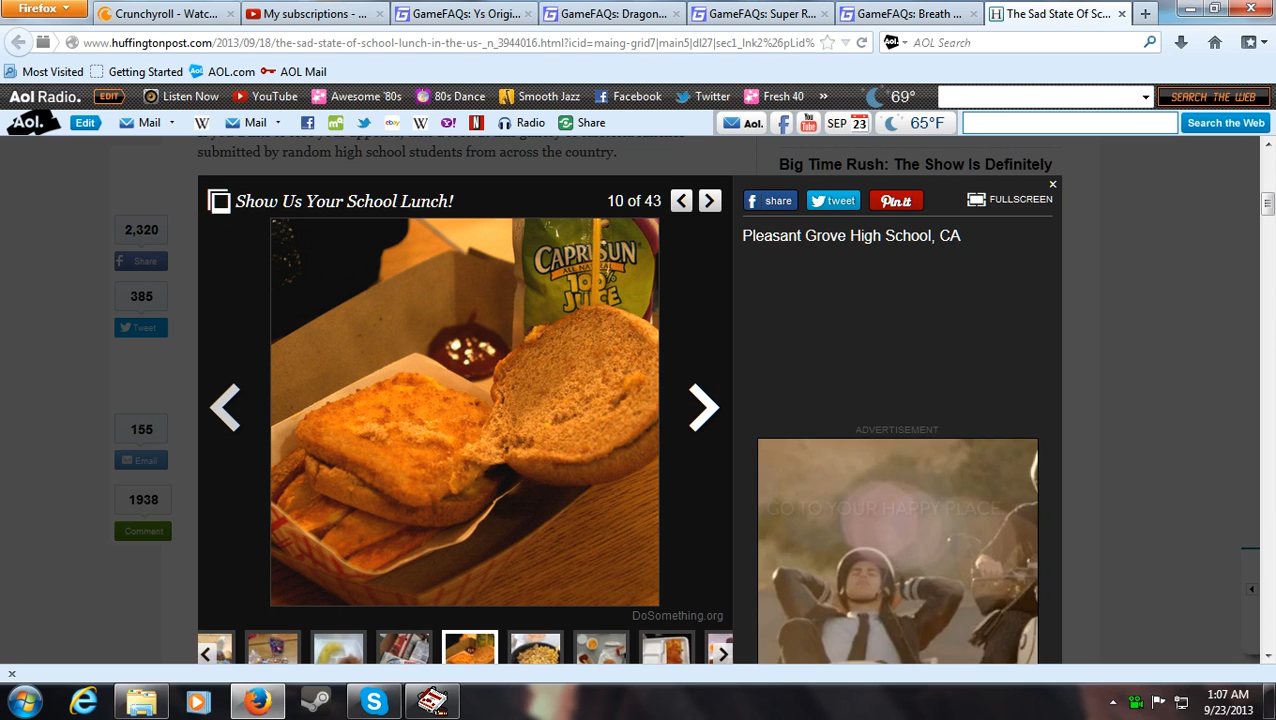 Firefox
Crunchyroll - Watc...
My subscriptions - ...
GameFAQs: Ys Origi...
GameFAQs: Dragon...
GameFAQs: Super R...
GameFAQs: Breath ...
The Sad State Of Sc...
www.huffingtonpost.com/2013/09/18/the-sad-state-of-school-lunch-in-the-us-_n_3944016.html?icid=maing-grid7|main5|dl27|sec1_lnk2%26pLid%
AOL Search
Most Visited
Getting Started
AOL.com
AOL Mail
Aol Radio.
EDIT
Listen Now
YouTube
Awesome '80s
80s Dance
Smooth Jazz
Facebook
Twitter
Fresh 40
69°
SEARCH THE WEB
Aol.
Edit
Mail
Mail
Radio
Share
Aol.
SEP 23
65°F
Search the Web
submitted by random high school students from across the country.
Big Time Rush: The Show Is Definitely
Show Us Your School Lunch!
10 of 43
share
tweet
Pin it
FULLSCREEN
Pleasant Grove High School, CA
2,320
Share
385
Tweet
155
Email
1938
Comment
CAPRI SUN
ALL NATURAL
100%
JUICE
ADVERTISEMENT
GO TO YOUR HAPPY PLACE.
DoSomething.org
1:07 AM
9/23/2013